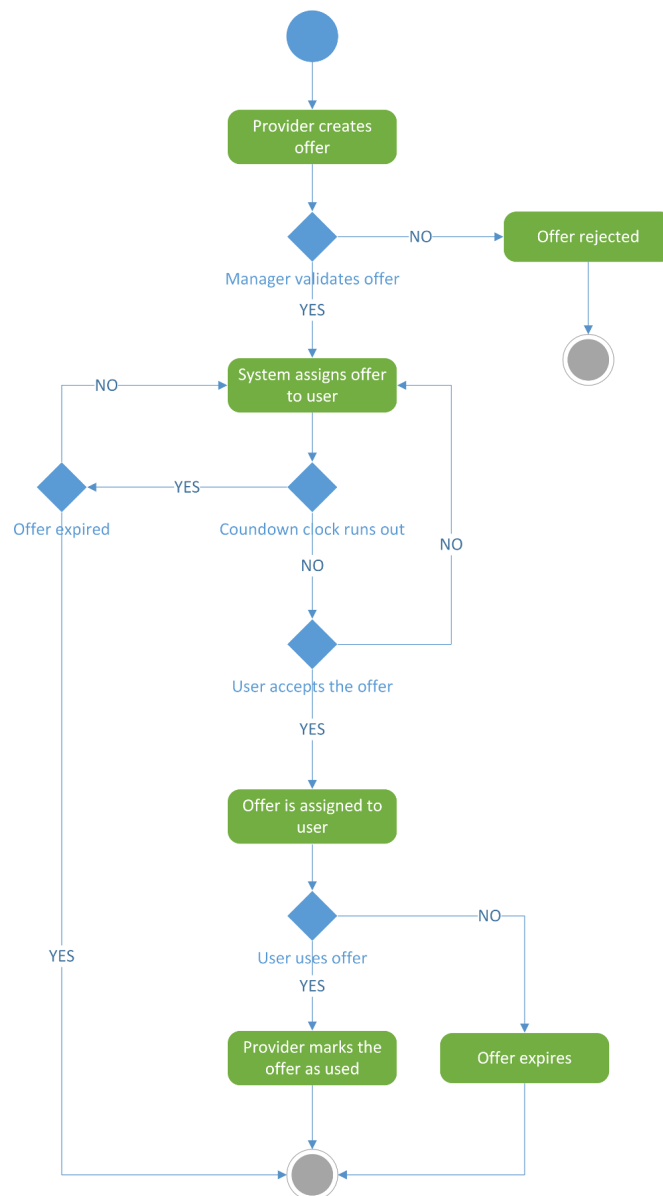 Provider creates
offer
NO
Offer rejected
Manager validates offer
YES
System assigns offer
to user
NO
YES
Offer expired
Coundown clock runs out
NO
NO
User accepts the offer
YES
Offer is assigned to
user
NO
User uses offer
YES
YES
Provider marks the
offer as used
Offer expires